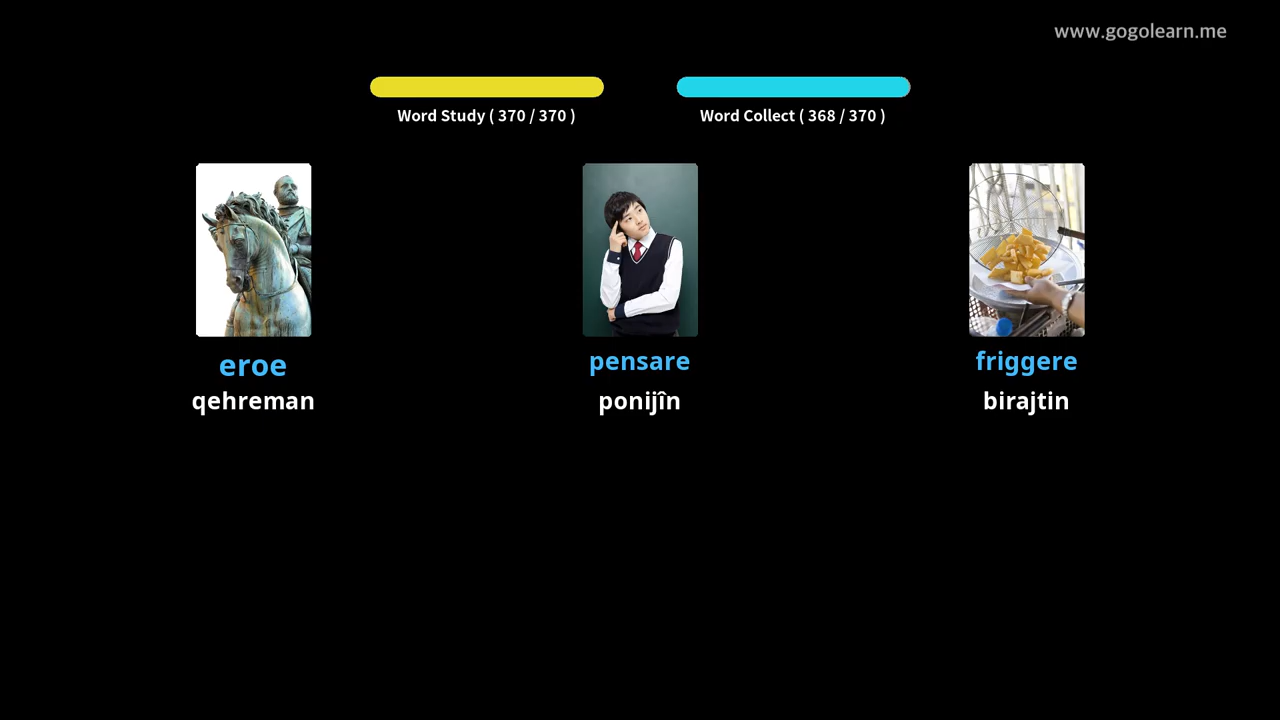 www.gogolearn.me
Word Study ( 370 / 370 )
Word Collect ( 368 / 370 )
eroe
pensare
friggere
qehreman
ponijîn
birajtin